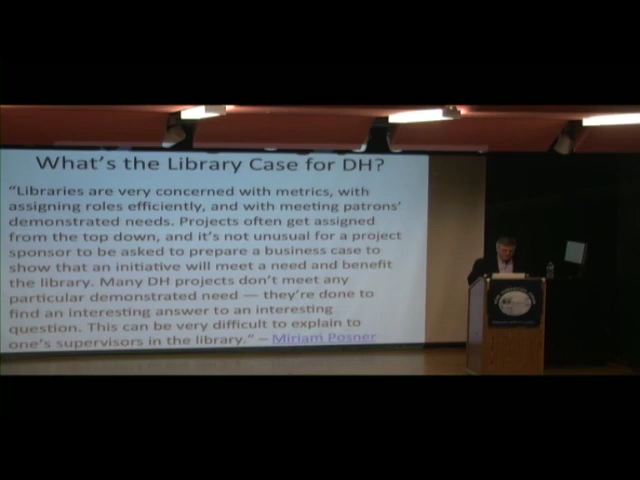 What's the Library Case for DH?
“Libraries are very concerned with metrics, with
assigning roles efficiently, and with meeting patrons'
demonstrated needs. Projects often get assigned
from the top down, and it's not unusual for a project
sponsor to be asked to prepare a business case to
show that an initiative will meet a need and benefit
the library. Many DH projects don't meet any
particular demonstrated need — they're done to
find an interesting answer to an interesting
question. This can be very difficult to explain to
one's supervisors in the library.” – Miriam Posner